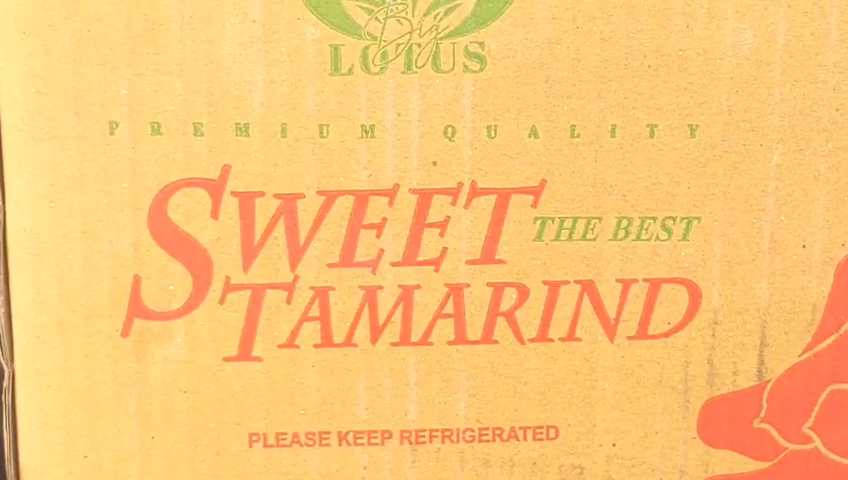 Big
LOTUS
PREMIUM QUALITY
SWEET THE BEST
TAMARIND
PLEASE KEEP REFRIGERATED